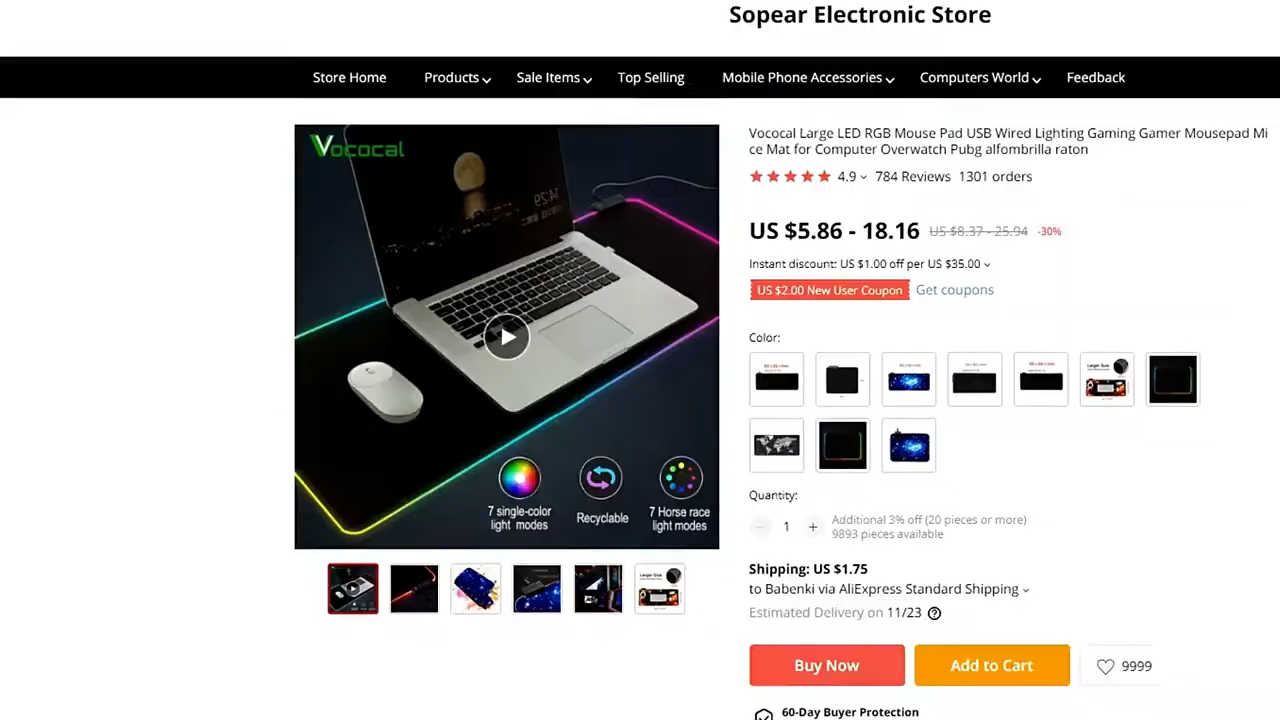 Sopear Electronic Store
Store Home
Products
Sale Items
Top Selling
Mobile Phone Accessories
Computers World
Feedback
Vococal
14:29
7 single-color
light modes
Recyclable
7 Horse race
light modes
Vococal Large LED RGB Mouse Pad USB Wired Lighting Gaming Gamer Mousepad Mi
ce Mat for Computer Overwatch Pubg alfombrilla raton
4.9
784 Reviews
1301 orders
US $5.86 - 18.16
US $8.37 - 25.94
-30%
Instant discount: US $1.00 off per US $35.00
US $2.00 New User Coupon
Get coupons
Color:
Larger Size
Quantity:
1
Additional 3% off (20 pieces or more)
9893 pieces available
Shipping: US $1.75
to Babenki via AliExpress Standard Shipping
Estimated Delivery on 11/23
Larger Size
Buy Now
Add to Cart
9999
60-Day Buyer Protection